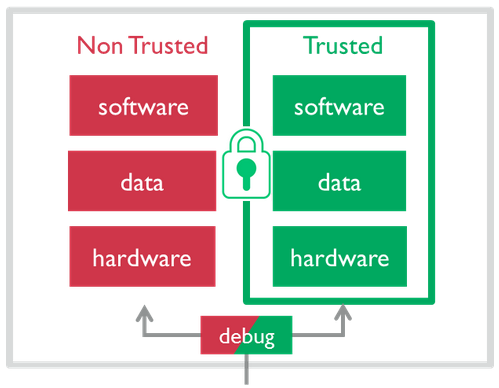 Non Trusted
Trusted
software
software
data
data
hardware
hardware
debug